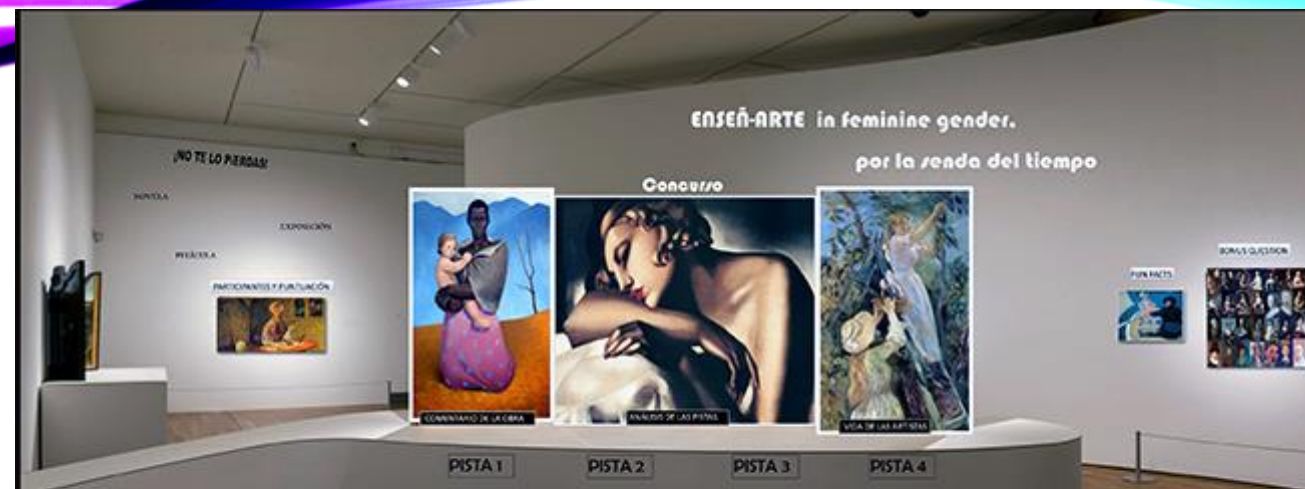 ENSEÑ-ARTE in feminine gender.
por la senda del tiempo
¡NO TE LO PIERDAS!
NOVELA
EXPOSICIÓN
PELÍCULA
PARTICIPANTES Y PUNTUACIÓN
Concurso
COMENTARIO DE LA OBRA
ANÁLISIS DE LAS PISTAS
VIDA DE LAS ARTISTAS
FUN FACTS
BONUS QUESTION
PISTA 1
PISTA 2
PISTA 3
PISTA 4